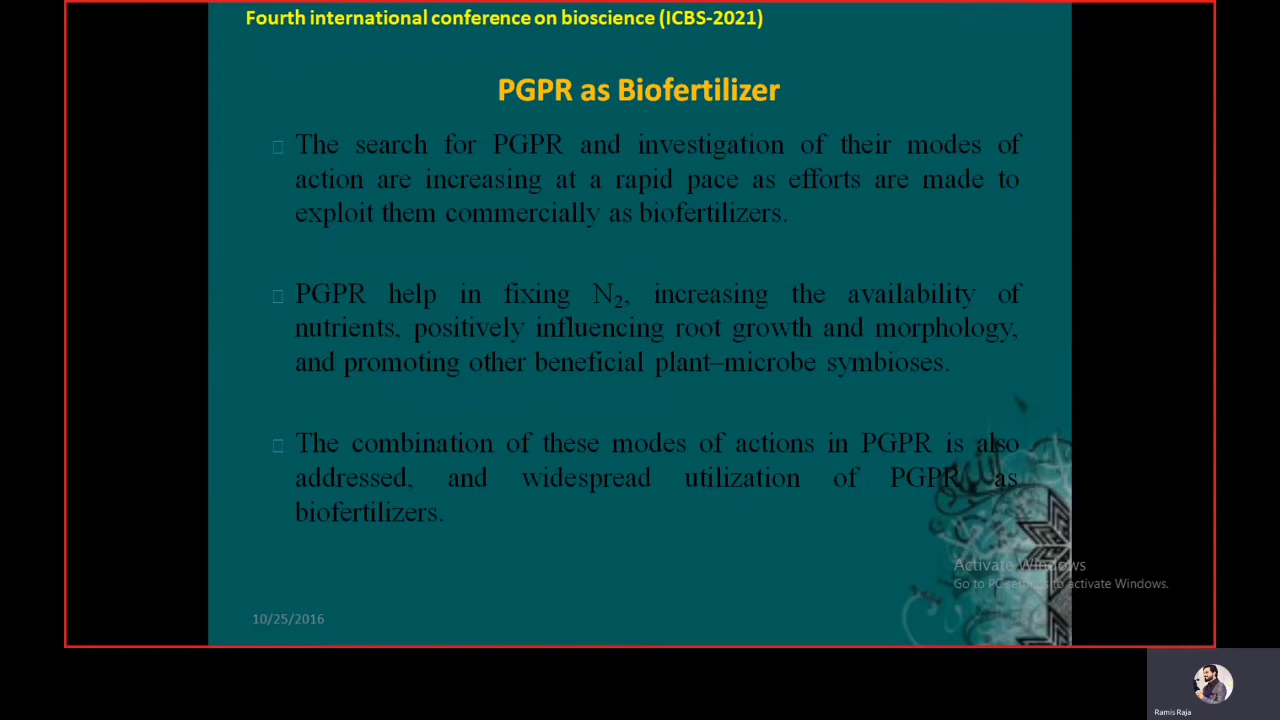 Fourth international conference on bioscience (ICBS-2021)
PGPR as Biofertilizer
The search for PGPR and investigation of their modes of
action are increasing at a rapid pace as efforts are made to
exploit them commercially as biofertilizers.
PGPR help in fixing N₂, increasing the availability of
nutrients, positively influencing root growth and morphology,
and promoting other beneficial plant–microbe symbioses.
The combination of these modes of actions in PGPR is also
addressed, and widespread utilization of PGPR as
biofertilizers.
Activate Windows
Go to PC settings to activate Windows.
10/25/2016
Ramis Raja